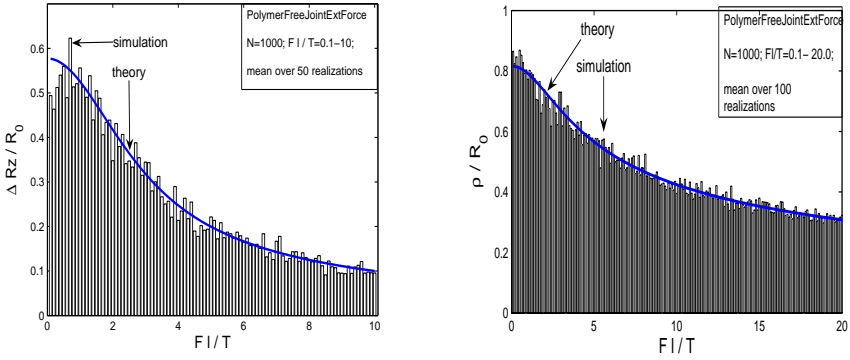 PolymerFreeJointExtForce
N=1000; F l / T=0.1−10;
mean over 50 realizations
simulation
theory
Δ Rz / R0
0.6
0.5
0.4
0.3
0.2
0.1
0
0 2 4 6 8 10
F l / T
PolymerFreeJointExtForce
N=1000; Fl/T=0.1− 20.0;
mean over 100
realizations
theory
simulation
ρ / R0
1
0.8
0.6
0.4
0.2
0
0 5 10 15 20
F l / T